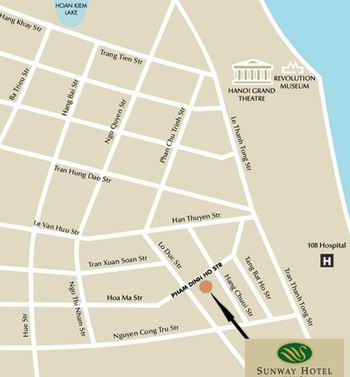 HOAN KIEM
LAKE
Hang Khay Str
Trang Tien Str
Ba Trieu Str
Hang Bai Str
Ngo Quyen Str
Phan Chu Trinh Str
HANOI GRAND
THEATRE
REVOLUTION
MUSEUM
Le Thanh Tong Str
Tran Hung Dao Str
Han Thuyen Str
Le Van Huu Str
108 Hospital
H
Tran Xuan Soan Str
Lo Duc Str
PHAM DINH HO STR
Tang Bat Ho Str
Hang Chuoi Str
Tran Thanh Tong Str
Hue Str
Ngo Thi Nham Str
Hoa Ma Str
Nguyen Cong Tru Str
SUNWAY HOTEL